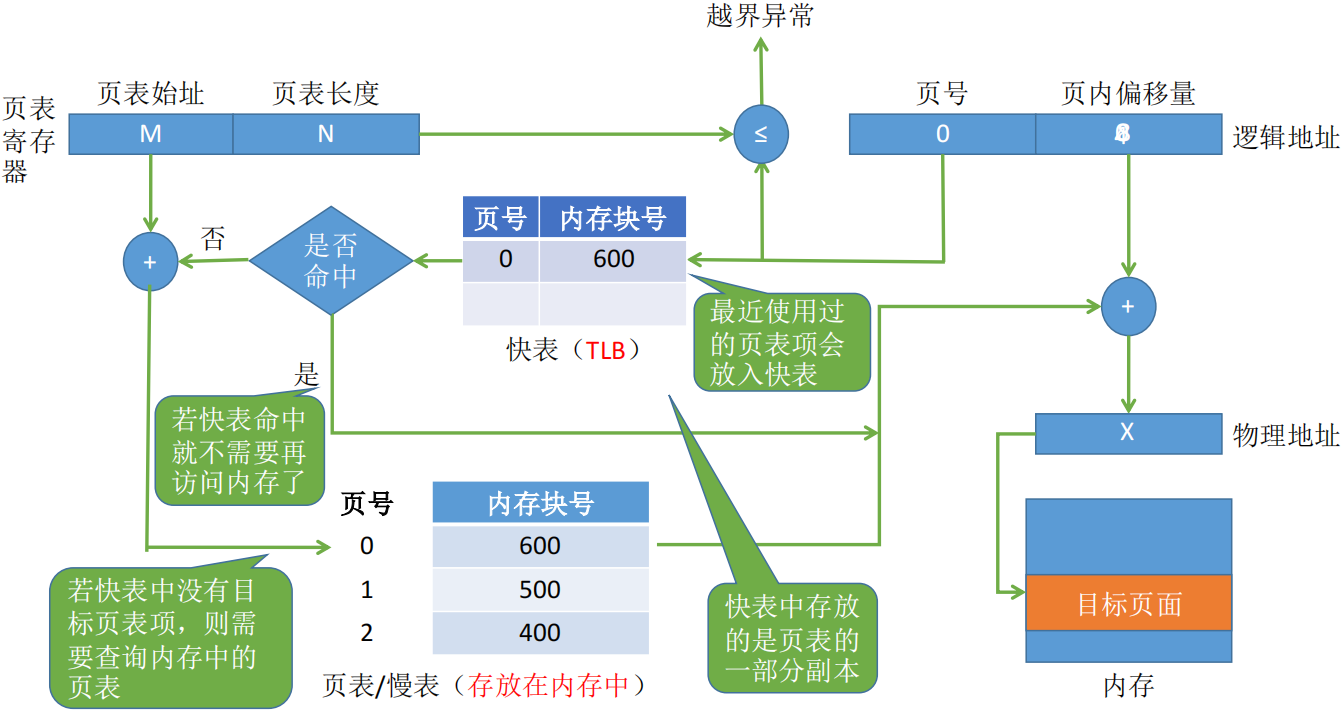 越界异常
页表始址 页表长度
页号 页内偏移量
页表
寄存
器
M N
≤
0
逻辑地址
页号 内存块号
0 600
快表（TLB）
是否
命中
否
是
+
+
最近使用过
的页表项会
放入快表
若快表命中
就不需要再
访问内存了
X
物理地址
页号 内存块号
0 600
1 500
2 400
页表/慢表（存放在内存中）
若快表中没有目
标页表项，则需
要查询内存中的
页表
快表中存放
的是页表的
一部分副本
目标页面
内存